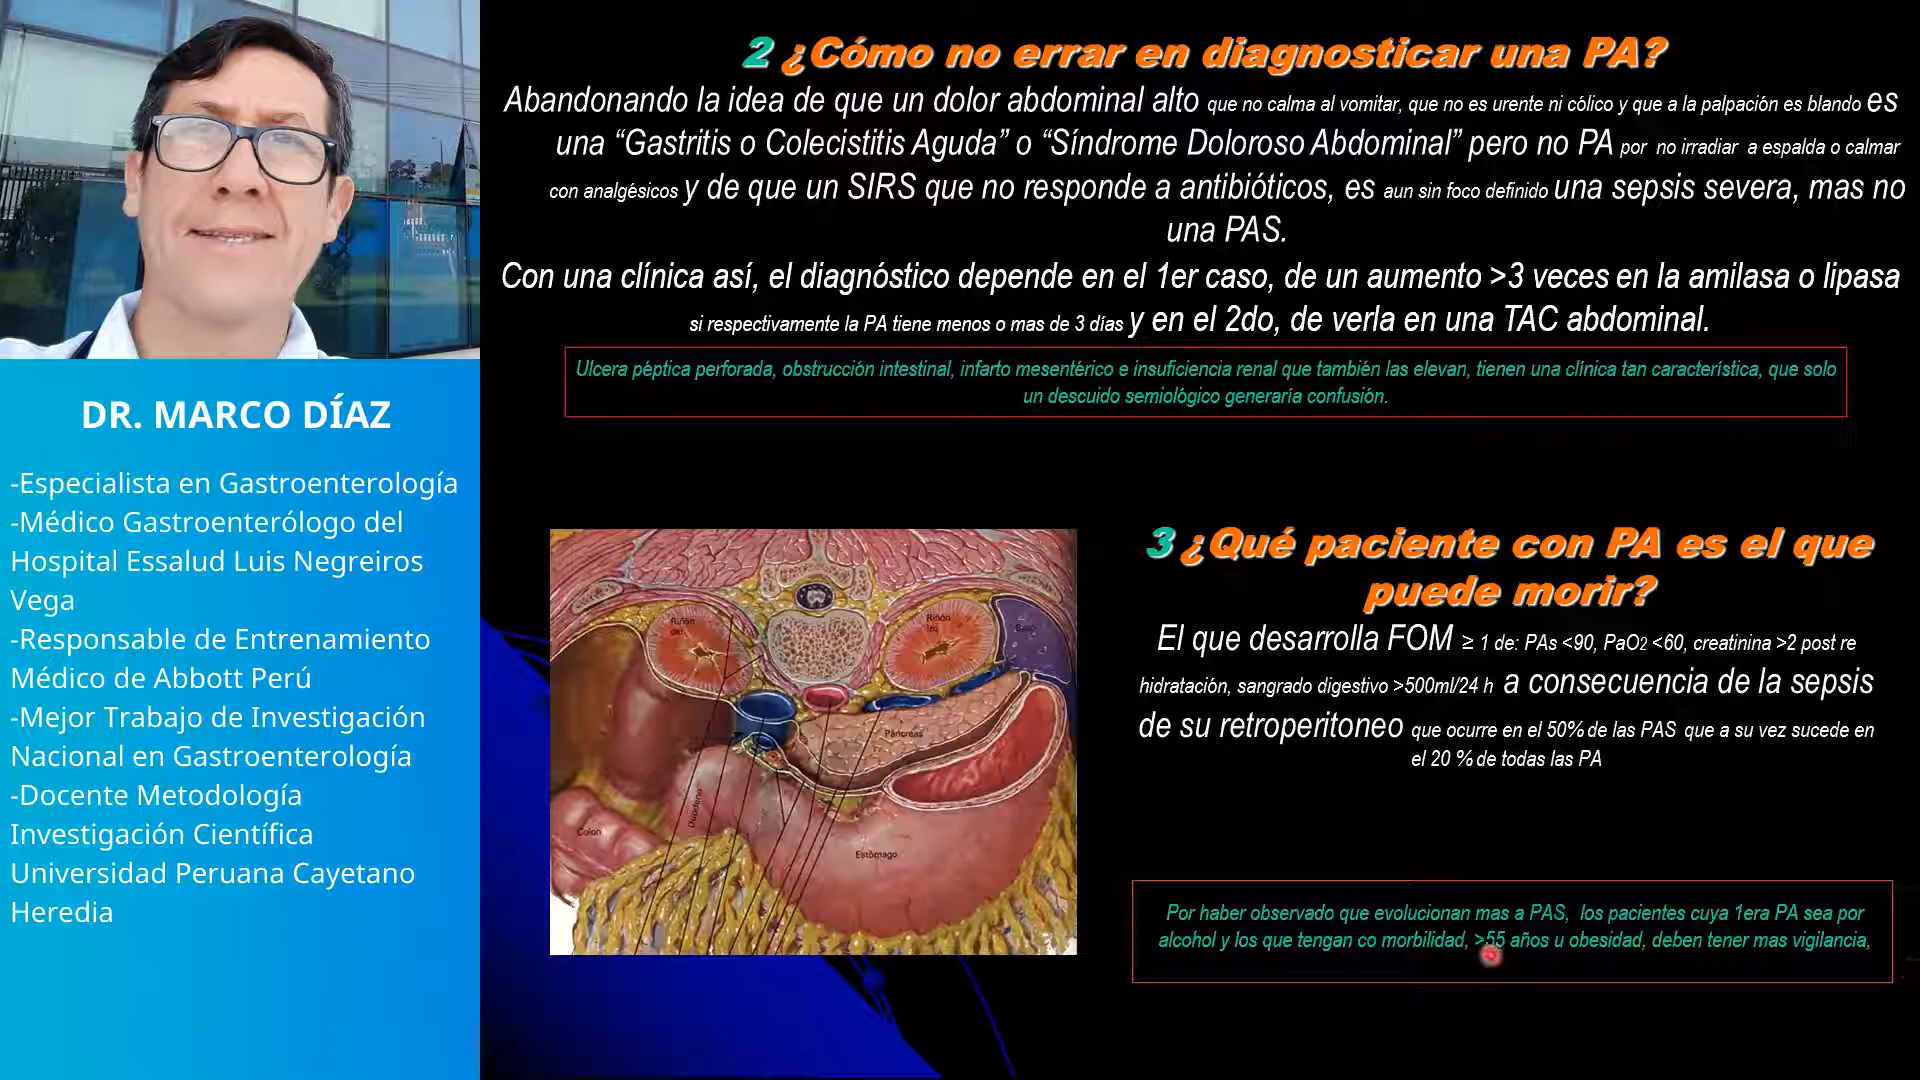 DR. MARCO DÍAZ
-Especialista en Gastroenterología
-Médico Gastroenterólogo del
Hospital Essalud Luis Negreiros
Vega
-Responsable de Entrenamiento
Médico de Abbott Perú
-Mejor Trabajo de Investigación
Nacional en Gastroenterología
-Docente Metodología
Investigación Científica
Universidad Peruana Cayetano
Heredia
2 ¿Cómo no errar en diagnosticar una PA?
Abandonando la idea de que un dolor abdominal alto que no calma al vomitar, que no es urente ni cólico y que a la palpación es blando es
una “Gastritis o Colecistitis Aguda” o “Síndrome Doloroso Abdominal” pero no PA por no irradiar a espalda o calmar
con analgésicos y de que un SIRS que no responde a antibióticos, es aun sin foco definido una sepsis severa, mas no
una PAS.
Con una clínica así, el diagnóstico depende en el 1er caso, de un aumento >3 veces en la amilasa o lipasa
si respectivamente la PA tiene menos o mas de 3 días y en el 2do, de verla en una TAC abdominal.
Ulcera péptica perforada, obstrucción intestinal, infarto mesentérico e insuficiencia renal que también las elevan, tienen una clínica tan característica, que solo
un descuido semiológico generaría confusión.
Riñón
der
Riñón
izq
Bazo
Páncreas
Duodeno
Colon
Estómago
3 ¿Qué paciente con PA es el que
puede morir?
El que desarrolla FOM ≥ 1 de: PAs <90, PaO2 <60, creatinina >2 post re
hidratación, sangrado digestivo >500ml/24 h a consecuencia de la sepsis
de su retroperitoneo que ocurre en el 50% de las PAS que a su vez sucede en
el 20 % de todas las PA
Por haber observado que evolucionan mas a PAS, los pacientes cuya 1era PA sea por
alcohol y los que tengan co morbilidad, >55 años u obesidad, deben tener mas vigilancia,